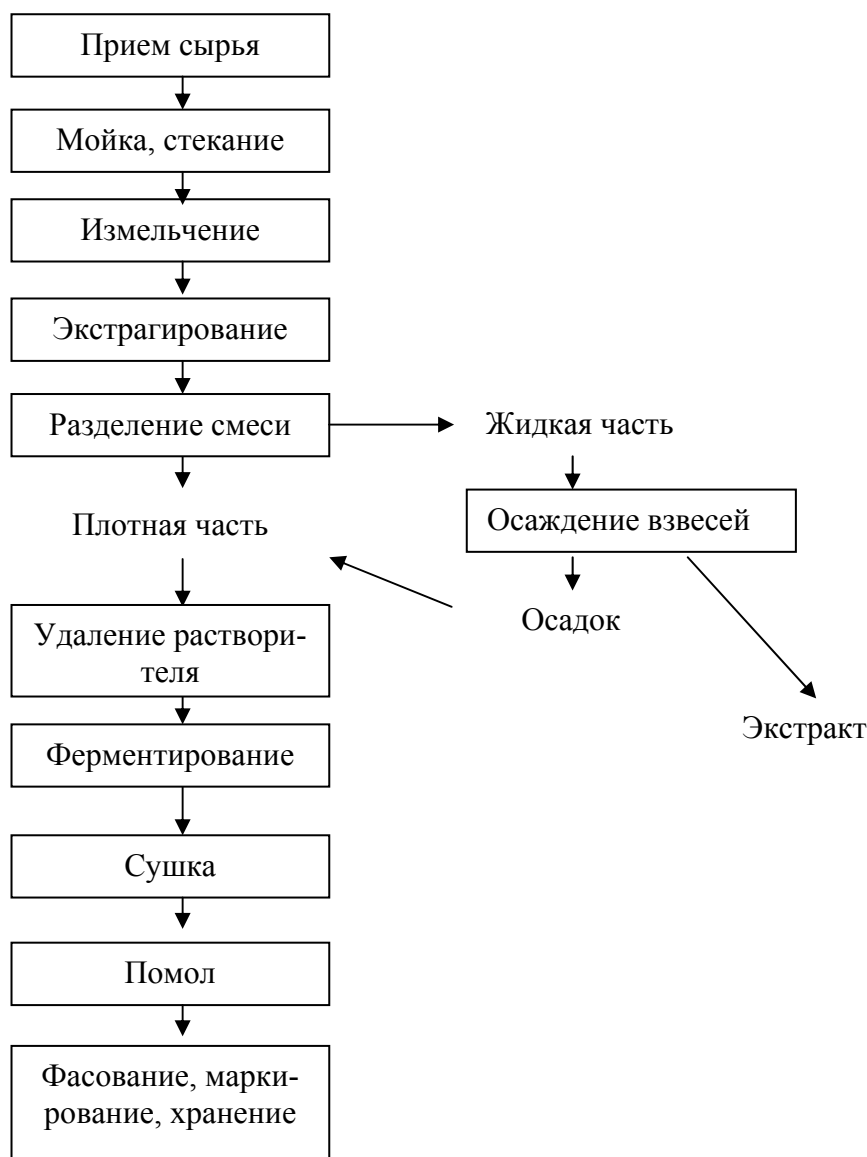 Прием сырья
Мойка, стекание
Измельчение
Экстрагирование
Разделение смеси
Жидкая часть
Осаждение взвесей
Плотная часть
Осадок
Удаление раствори-
теля
Экстракт
Ферментирование
Сушка
Помол
Фасование, марки-
рование, хранение